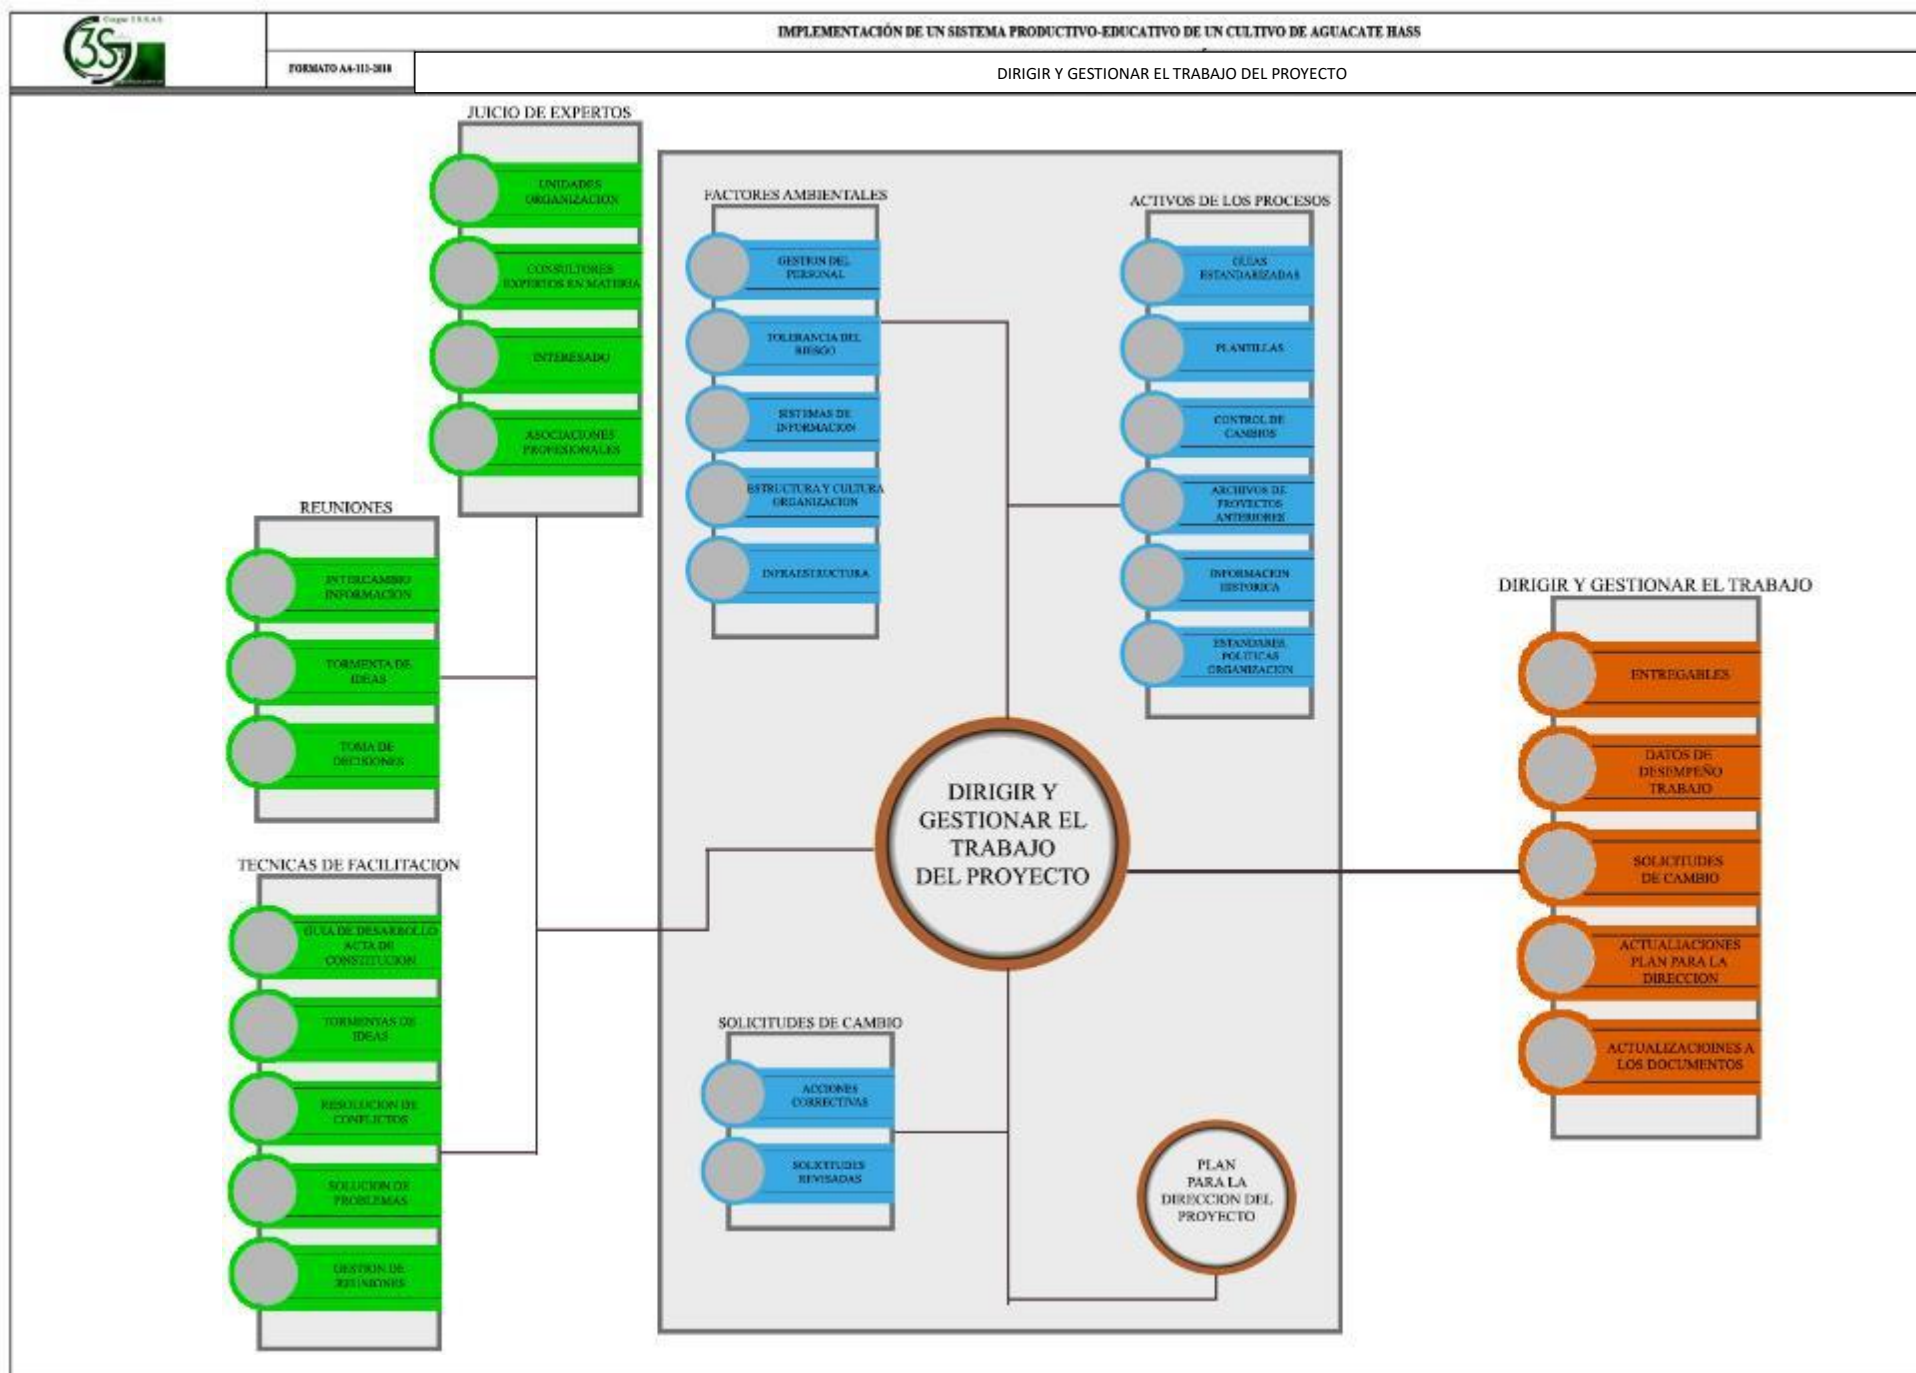 IMPLEMENTACIÓN DE UN SISTEMA PRODUCTIVO-EDUCATIVO DE UN CULTIVO DE AGUACATE HASS
FORMATO AA-111-2018
DIRIGIR Y GESTIONAR EL TRABAJO DEL PROYECTO
JUICIO DE EXPERTOS
UNIDADES
ORGANIZACION
CONSULTORES
EXPERTOS EN MATERIA
INTERESADO
ASOCIACIONES
PROFESIONALES
REUNIONES
INTERCAMBIO
INFORMACION
TORMENTA DE
IDEAS
TOMA DE
DECISIONES
TECNICAS DE FACILITACION
GUIA DE DESARROLLO
ACTA DE
CONSTITUCION
TORMENTAS DE
IDEAS
RESOLUCION DE
CONFLICTOS
SOLUCION DE
PROBLEMAS
GESTION DE
REUNIONES
FACTORES AMBIENTALES
GESTION DEL
PERSONAL
TOLERANCIA DEL
RIESGO
SISTEMAS DE
INFORMACION
ESTRUCTURA Y CULTURA
ORGANIZACION
INFRAESTRUCTURA
ACTIVOS DE LOS PROCESOS
GUIAS
ESTANDARIZADAS
PLANTILLAS
CONTROL DE
CAMBIOS
ARCHIVOS DE
PROYECTOS
ANTERIORES
INFORMACION
HISTORICA
ESTANDARES,
POLITICAS
ORGANIZACION
DIRIGIR Y
GESTIONAR EL
TRABAJO
DEL PROYECTO
SOLICITUDES DE CAMBIO
ACCIONES
CORRECTIVAS
SOLICITUDES
REVISADAS
PLAN
PARA LA
DIRECCION DEL
PROYECTO
DIRIGIR Y GESTIONAR EL TRABAJO
ENTREGABLES
DATOS DE
DESEMPEÑO
TRABAJO
SOLICITUDES
DE CAMBIO
ACTUALIACIONES
PLAN PARA LA
DIRECCION
ACTUALIZACIOINES A
LOS DOCUMENTOS